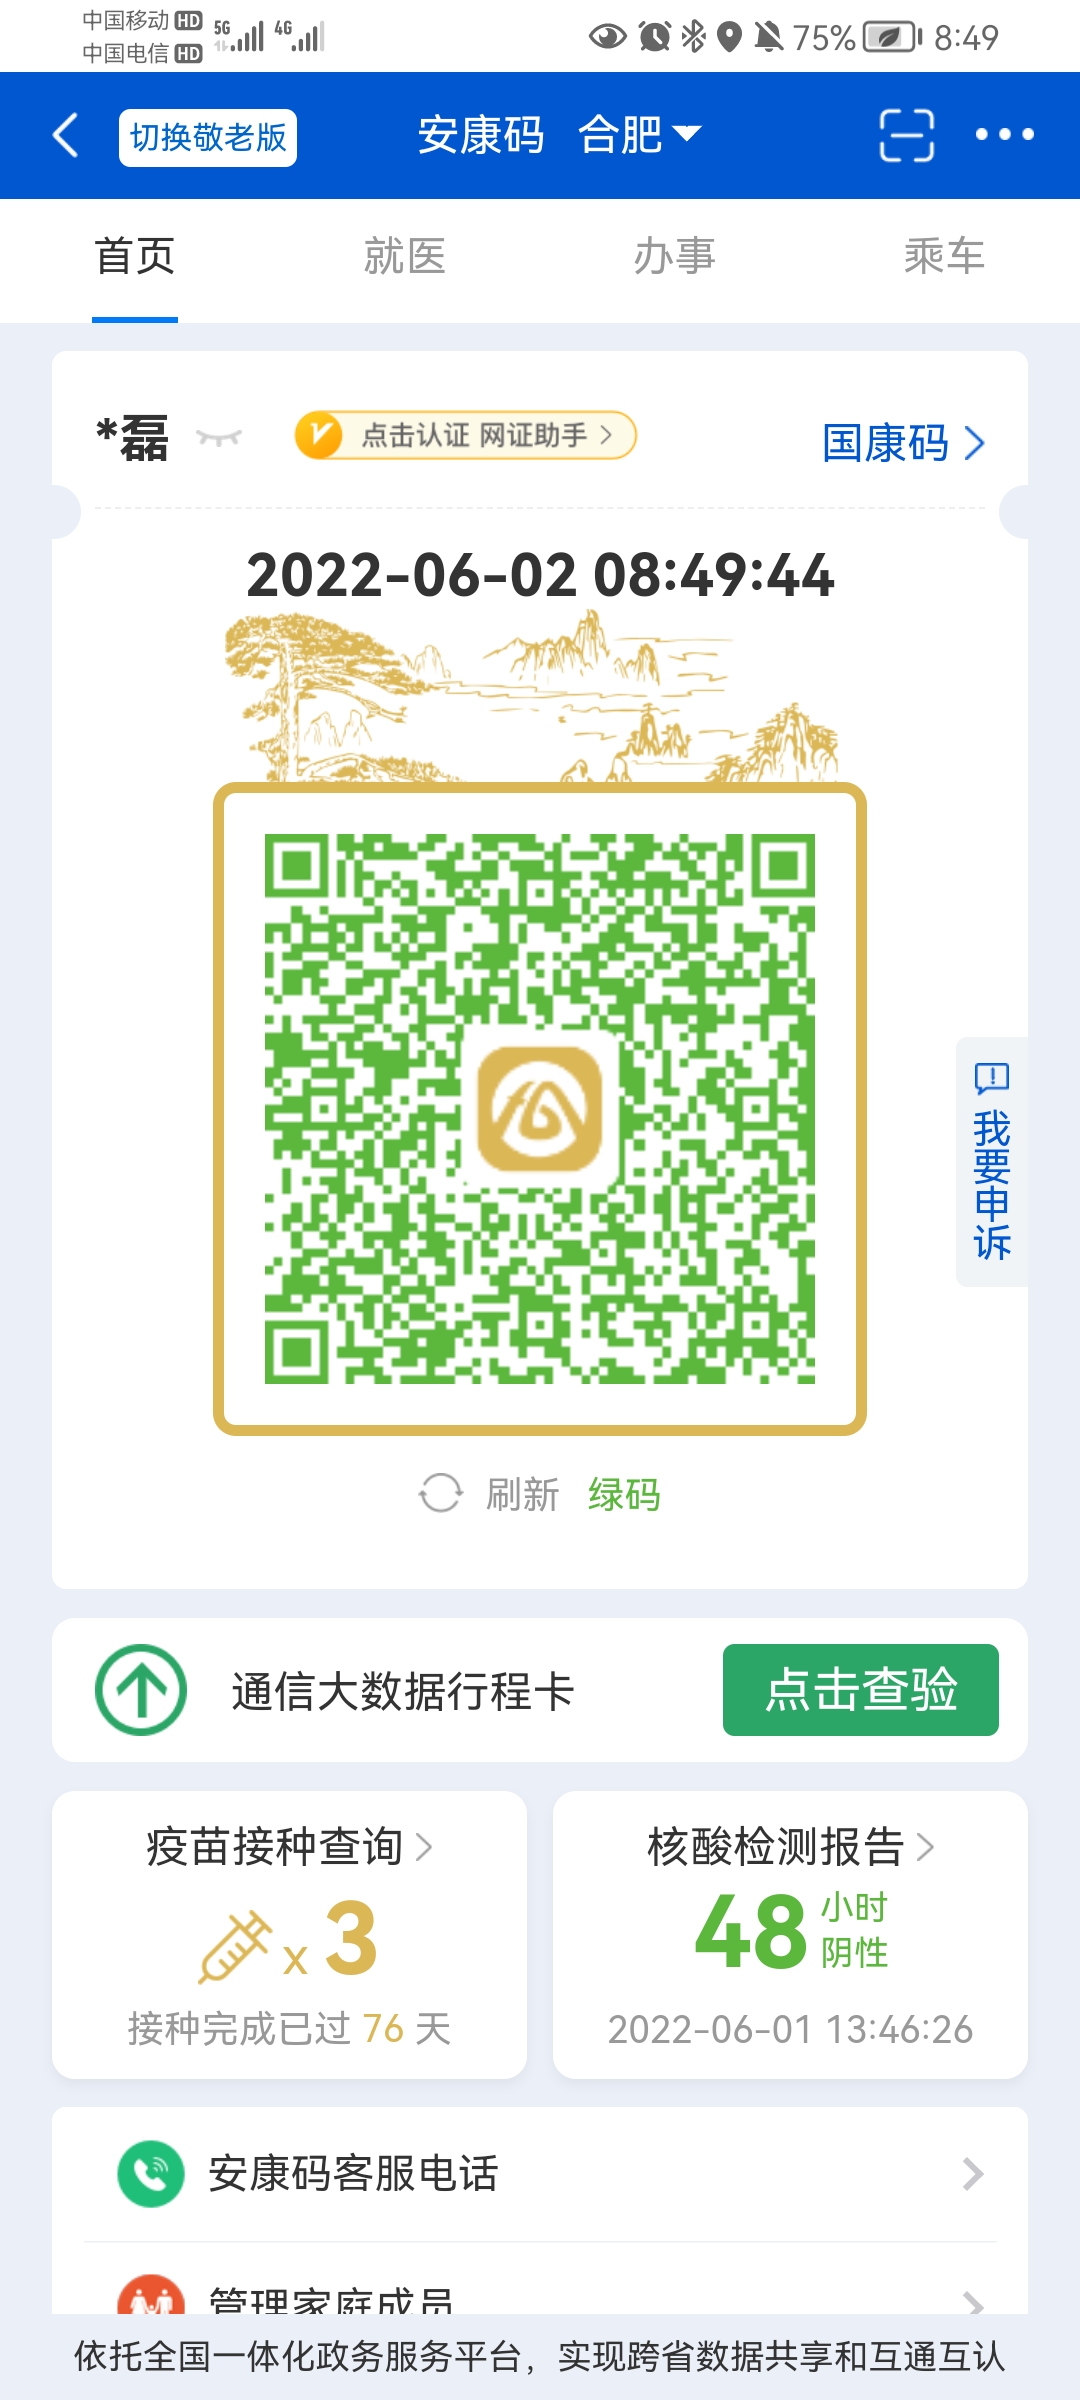 中国移动 HD 5G 4G 75% 8:49
中国电信 HD
切换敬老版 安康码 合肥
首页 就医 办事 乘车
*磊 点击认证 网证助手 国康码
2022-06-02 08:49:44
我要申诉
刷新 绿码
通信大数据行程卡 点击查验
疫苗接种查询 核酸检测报告
x 3 48 小时
阴性
接种完成已过 76 天 2022-06-01 13:46:26
安康码客服电话
管理家庭成员
依托全国一体化政务服务平台，实现跨省数据共享和互通互认